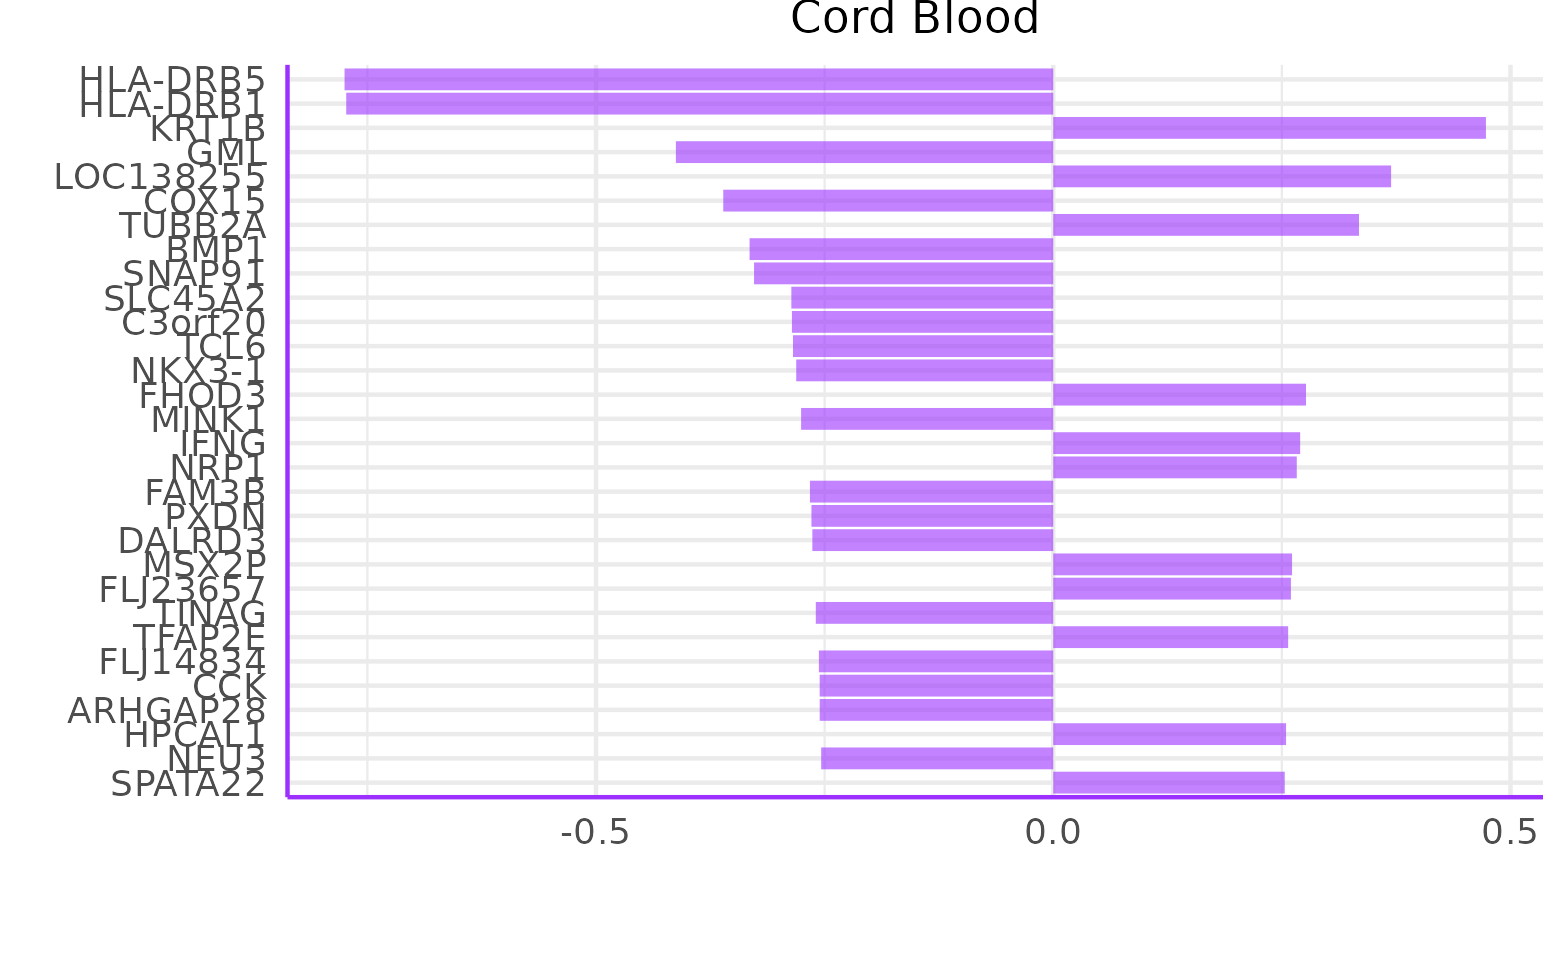 Cord Blood
HLA-DRB5
HLA-DRB1
KRT1B
GML
LOC138255
COX15
TUBB2A
BMP1
SNAP91
SLC45A2
C3orf20
TCL6
NKX3-1
FHOD3
MINK1
IFNG
NRP1
FAM3B
PXDN
DALRD3
MSX2P
FLJ23657
TINAG
TFAP2E
FLJ14834
CCK
ARHGAP28
HPCAL1
NEU3
SPATA22
-0.5 0.0 0.5